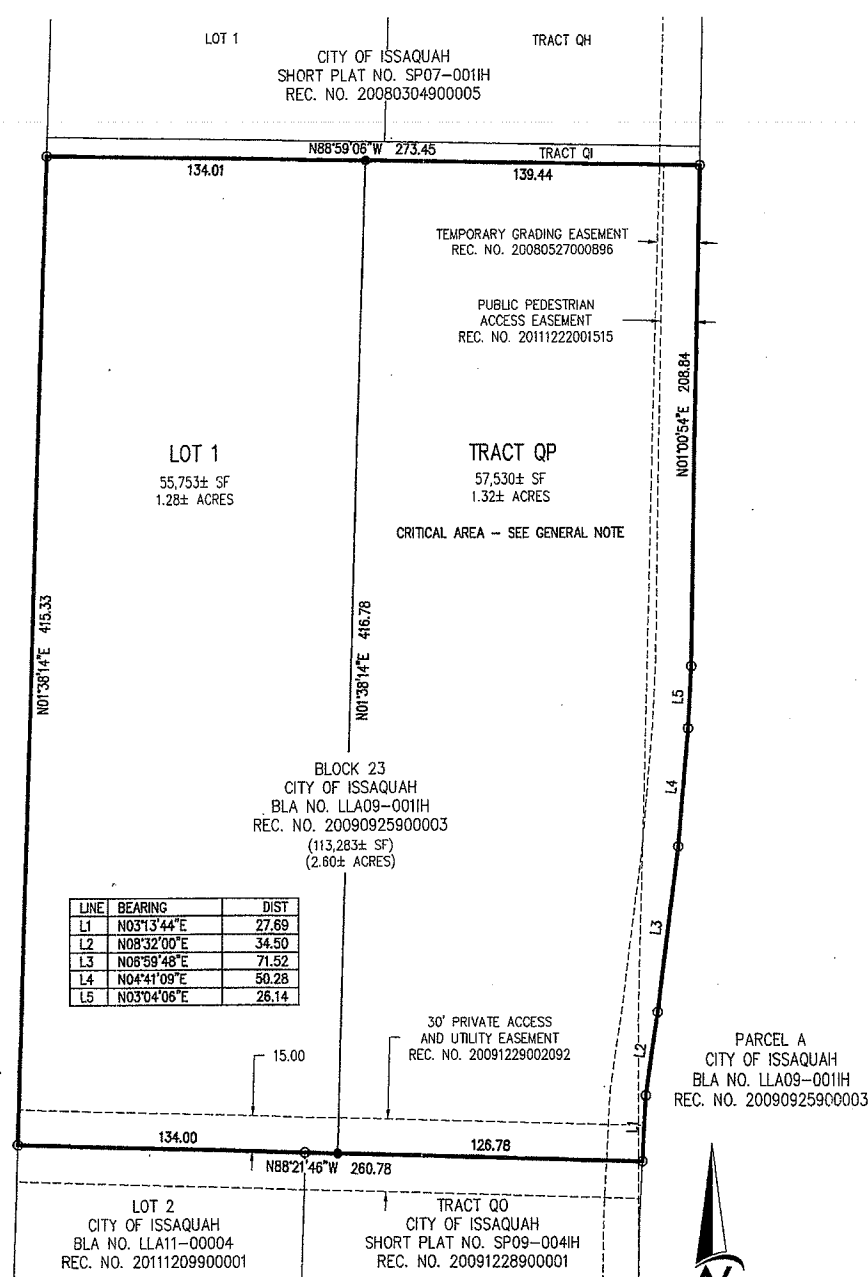 LOT 1
TRACT QH
CITY OF ISSAQUAH
SHORT PLAT NO. SP07-001IH
REC. NO. 20080304900005
N88°59'06"W 273.45
TRACT QI
134.01
139.44
TEMPORARY GRADING EASEMENT
REC. NO. 20080527000896
PUBLIC PEDESTRIAN
ACCESS EASEMENT
REC. NO. 20111222001515
N01°00'54"E 208.84
LOT 1
55,753± SF
1.28± ACRES
TRACT QP
57,530± SF
1.32± ACRES
CRITICAL AREA – SEE GENERAL NOTE
N01°38'14"E 415.33
N01°38'14"E 416.78
L5
L4
BLOCK 23
CITY OF ISSAQUAH
BLA NO. LLA09-001IH
REC. NO. 20090925900003
(113,283± SF)
(2.60± ACRES)
LINE BEARING DIST
L1 N03°13'44"E 27.69
L2 N08°32'00"E 34.50
L3 N06°59'48"E 71.52
L4 N04°41'09"E 50.28
L5 N03°04'06"E 26.14
L3
30' PRIVATE ACCESS
AND UTILITY EASEMENT
REC. NO. 20091229002092
15.00
L2
PARCEL A
CITY OF ISSAQUAH
BLA NO. LLA09-001IH
REC. NO. 20090925900003
L1
134.00
126.78
N88°21'46"W 260.78
LOT 2
CITY OF ISSAQUAH
BLA NO. LLA11-00004
REC. NO. 20111209900001
TRACT QO
CITY OF ISSAQUAH
SHORT PLAT NO. SP09-004IH
REC. NO. 20091228900001
N